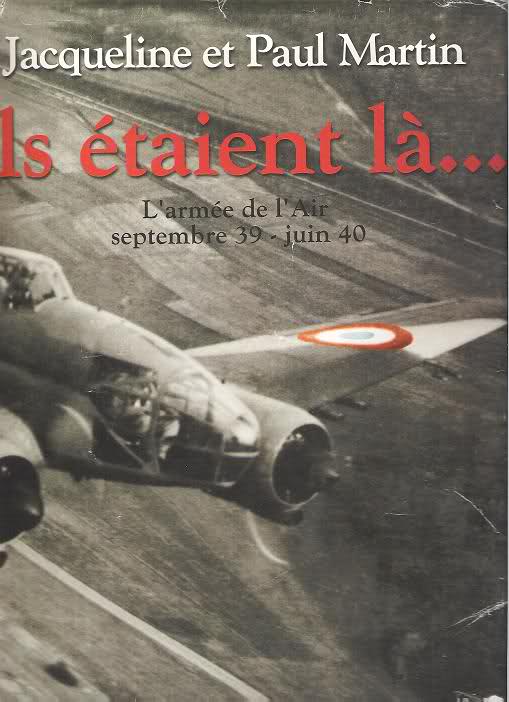 Jacqueline et Paul Martin
ls étaient là...
L'armée de l'Air
septembre 39 - juin 40